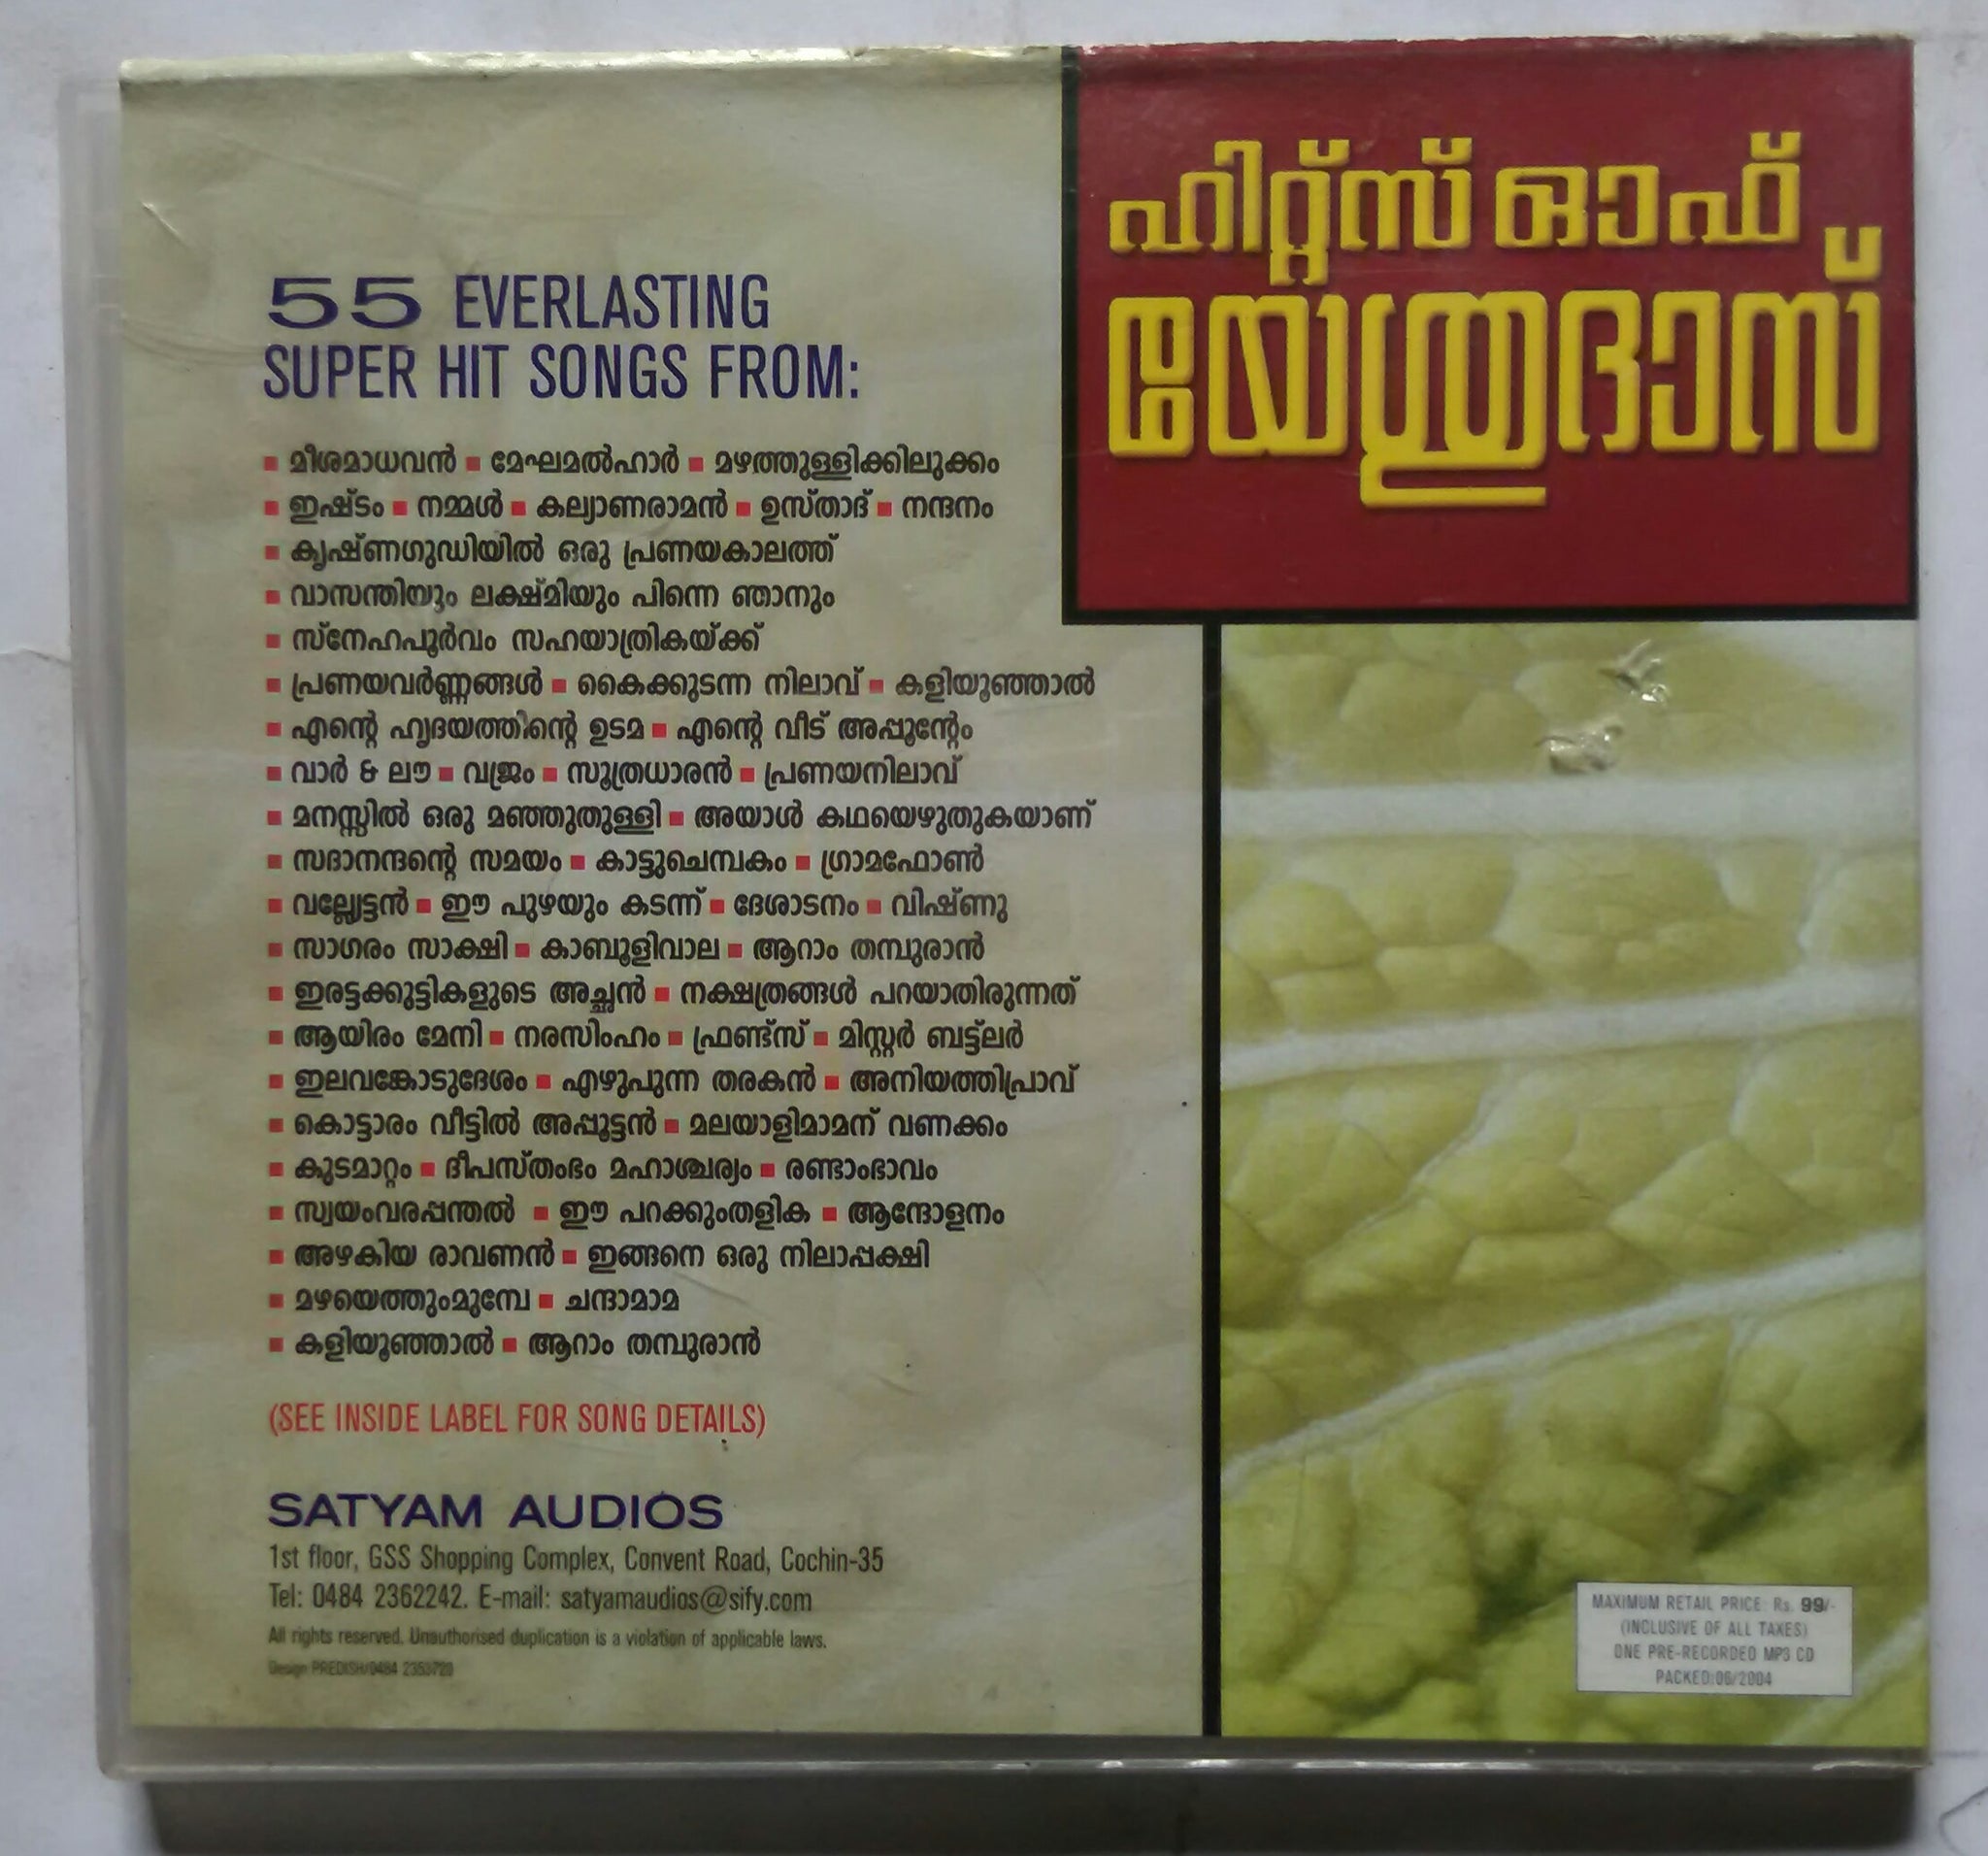 ഹിറ്റ്സ് ഓഫ്
യേശുദാസ്
55 EVERLASTING
SUPER HIT SONGS FROM:
▪ മീശമാധവൻ ▪ മേഘമൽഹാർ ▪ മഴത്തുള്ളിക്കിലുക്കം
▪ ഇഷ്ടം ▪ നമ്മൾ ▪ കല്യാണരാമൻ ▪ ഉസ്താദ് ▪ നന്ദനം
▪ കൃഷ്ണഗുഡിയിൽ ഒരു പ്രണയകാലത്ത്
▪ വാസന്തിയും ലക്ഷ്മിയും പിന്നെ ഞാനും
▪ സ്നേഹപൂർവം സഹയാത്രികയ്ക്ക്
▪ പ്രണയവർണ്ണങ്ങൾ ▪ കൈക്കുടന്ന നിലാവ് ▪ കളിയൂഞ്ഞാൽ
▪ എന്റെ ഹൃദയത്തിന്റെ ഉടമ ▪ എന്റെ വീട് അപ്പൂന്റേം
▪ വാർ & ലൗ ▪ വജ്രം ▪ സൂത്രധാരൻ ▪ പ്രണയനിലാവ്
▪ മനസ്സിൽ ഒരു മഞ്ഞുതുള്ളി ▪ അയാൾ കഥയെഴുതുകയാണ്
▪ സദാനന്ദന്റെ സമയം ▪ കാട്ടുചെമ്പകം ▪ ഗ്രാമഫോൺ
▪ വല്ല്യേട്ടൻ ▪ ഈ പുഴയും കടന്ന് ▪ ദേശാടനം ▪ വിഷ്ണു
▪ സാഗരം സാക്ഷി ▪ കാബൂളിവാല ▪ ആറാം തമ്പുരാൻ
▪ ഇരട്ടക്കുട്ടികളുടെ അച്ഛൻ ▪ നക്ഷത്രങ്ങൾ പറയാതിരുന്നത്
▪ ആയിരം മേനി ▪ നരസിംഹം ▪ ഫ്രണ്ട്സ് ▪ മിസ്റ്റർ ബട്ട്ലർ
▪ ഇലവങ്കോടുദേശം ▪ എഴുപുന്ന തരകൻ ▪ അനിയത്തിപ്രാവ്
▪ കൊട്ടാരം വീട്ടിൽ അപ്പൂട്ടൻ ▪ മലയാളിമാമന് വണക്കം
▪ കുടമാറ്റം ▪ ദീപസ്തംഭം മഹാശ്ചര്യം ▪ രണ്ടാംഭാവം
▪ സ്വയംവരപ്പന്തൽ ▪ ഈ പറക്കുംതളിക ▪ ആന്ദോളനം
▪ അഴകിയ രാവണൻ ▪ ഇങ്ങനെ ഒരു നിലാപ്പക്ഷി
▪ മഴയെത്തുംമുമ്പേ ▪ ചന്ദാമാമ
▪ കളിയൂഞ്ഞാൽ ▪ ആറാം തമ്പുരാൻ
(SEE INSIDE LABEL FOR SONG DETAILS)
SATYAM AUDIOS
1st floor, GSS Shopping Complex, Convent Road, Cochin-35
Tel: 0484 2362242. E-mail: satyamaudios@sify.com
All rights reserved. Unauthorised duplication is a violation of applicable laws.
Design PREDISH/0484 2353720
MAXIMUM RETAIL PRICE: Rs. 99/-
(INCLUSIVE OF ALL TAXES)
ONE PRE-RECORDED MP3 CD
PACKED:06/2004